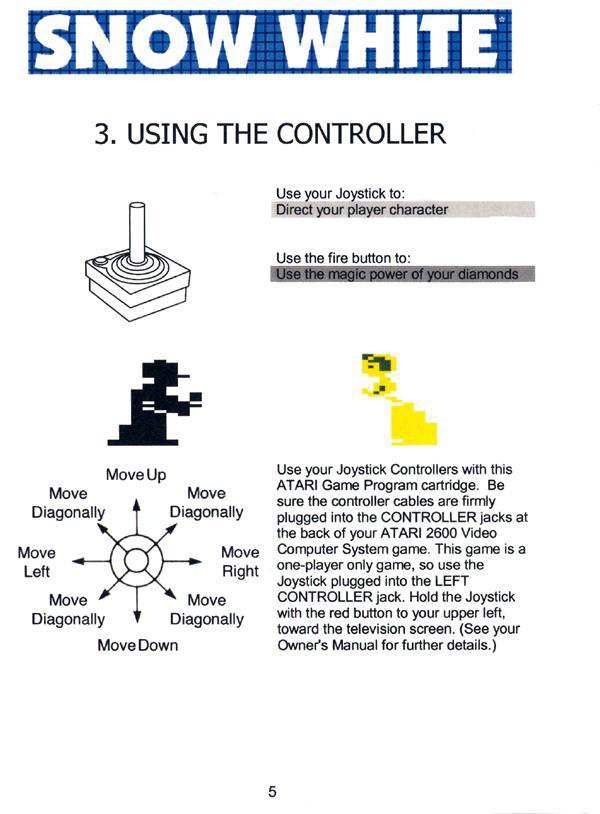 SNOW WHITE
3. USING THE CONTROLLER
Use your Joystick to:
Direct your player character
Use the fire button to:
Use the magic power of your diamonds
Move Up
Move
Diagonally
Move
Diagonally
Move
Left
Move
Right
Move
Diagonally
Move
Diagonally
Move Down
Use your Joystick Controllers with this
ATARI Game Program cartridge. Be
sure the controller cables are firmly
plugged into the CONTROLLER jacks at
the back of your ATARI 2600 Video
Computer System game. This game is a
one-player only game, so use the
Joystick plugged into the LEFT
CONTROLLER jack. Hold the Joystick
with the red button to your upper left,
toward the television screen. (See your
Owner's Manual for further details.)
5